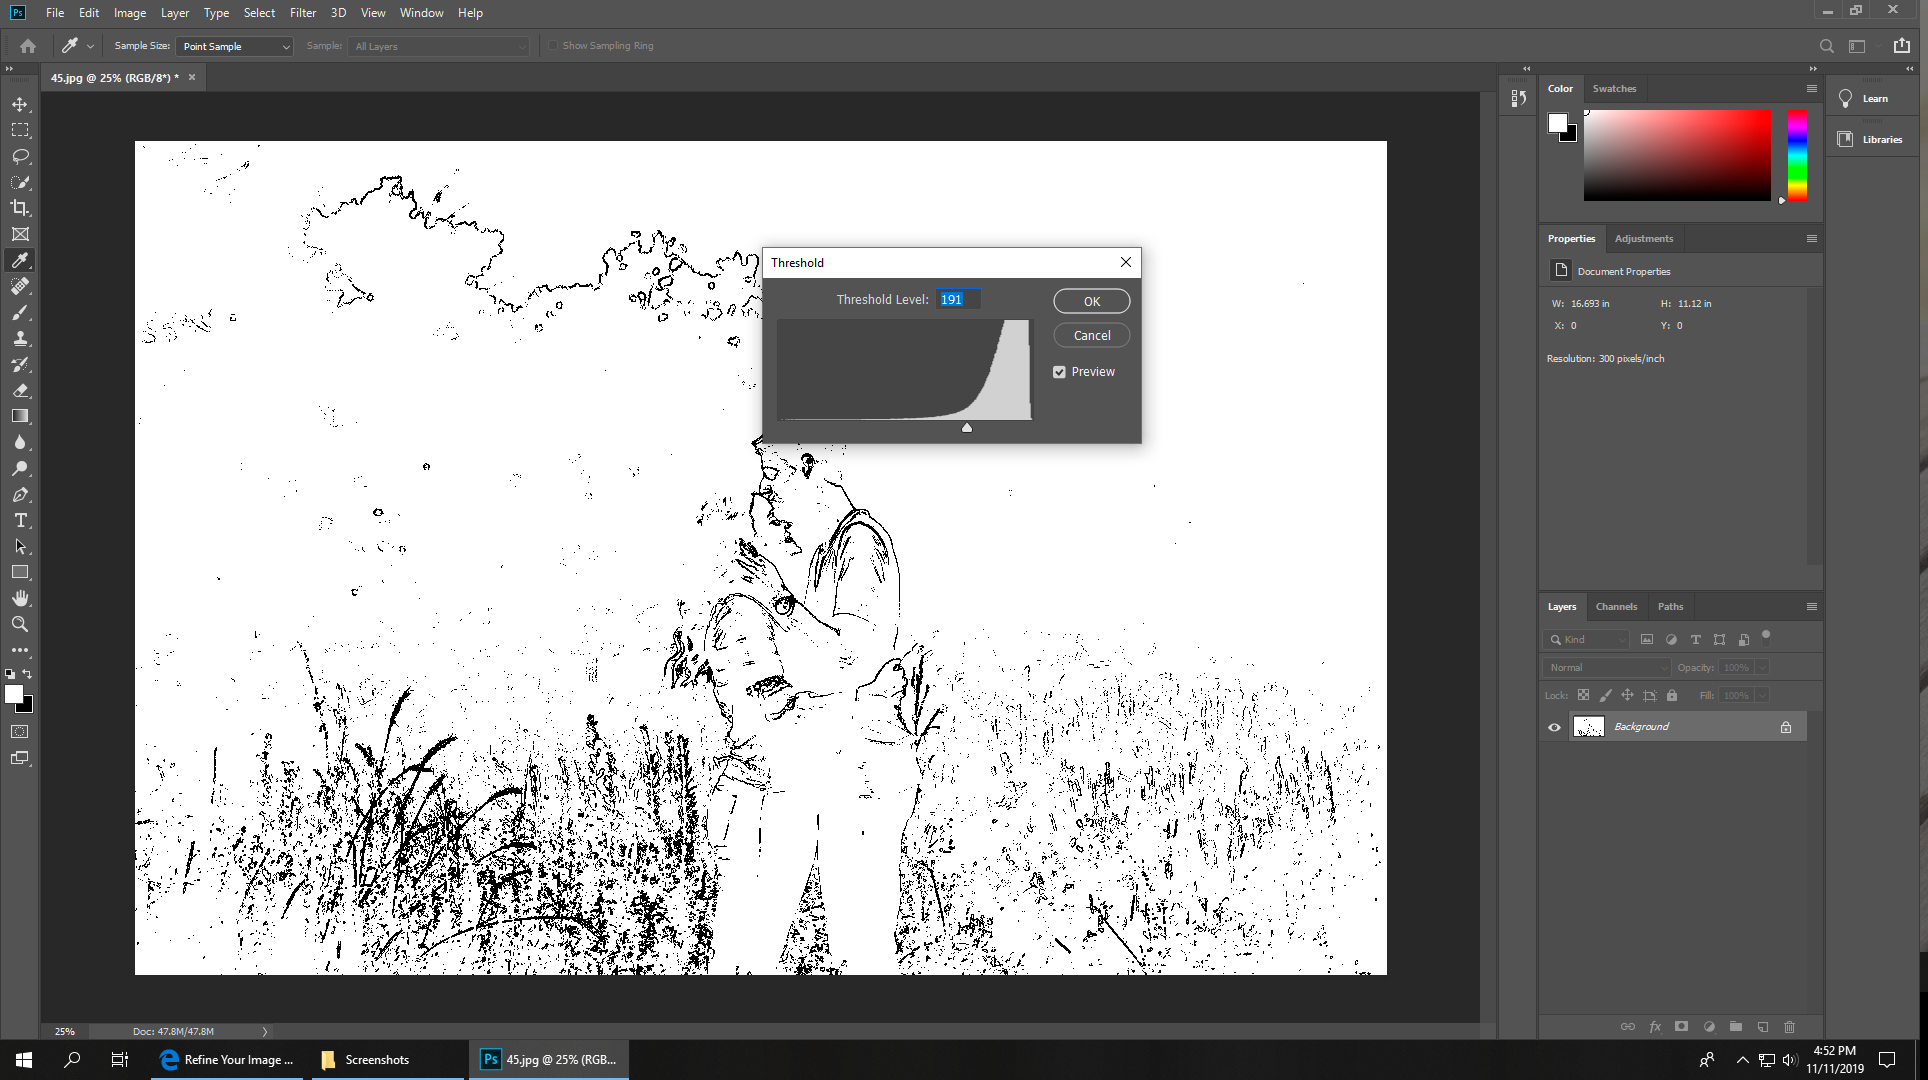 Ps File Edit Image Layer Type Select Filter 3D View Window Help
Sample Size: Point Sample Sample: All Layers Show Sampling Ring
45.jpg @ 25% (RGB/8*) *
Threshold
Threshold Level: 191
OK
Cancel
Preview
Color Swatches
Learn
Libraries
Properties Adjustments
Document Properties
W: 16.693 in H: 11.12 in
X: 0 Y: 0
Resolution: 300 pixels/inch
Layers Channels Paths
Kind
Normal Opacity: 100%
Lock: Fill: 100%
Background
25% Doc: 47.8M/47.8M
Refine Your Image ... Screenshots Ps 45.jpg @ 25% (RGB...
4:52 PM
11/11/2019